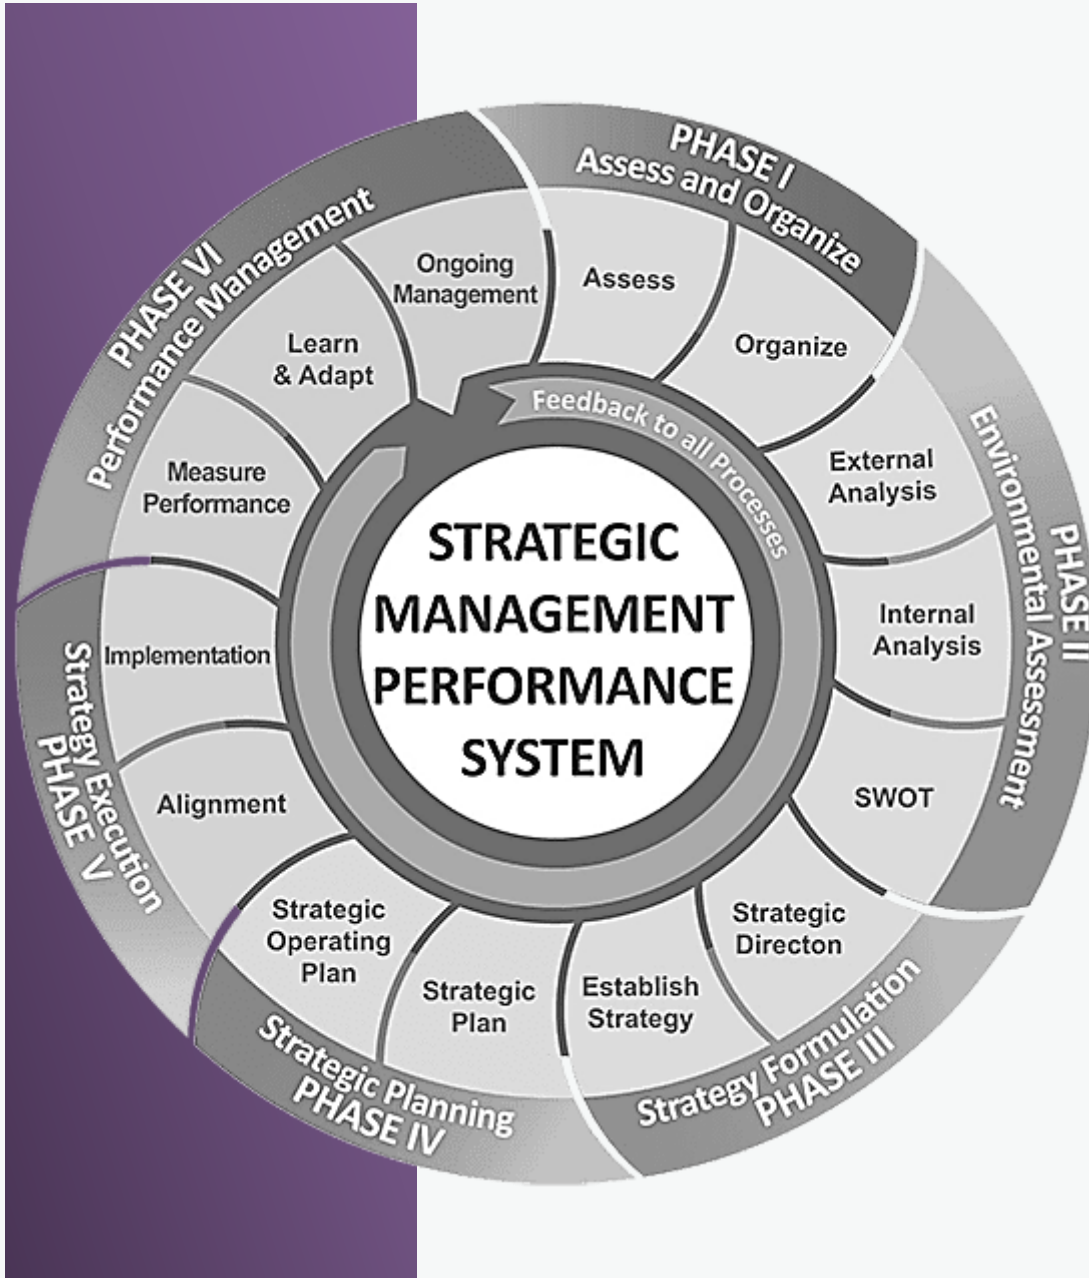 PHASE I
Assess and Organize
Assess
Organize
PHASE II
Environmental Assessment
External
Analysis
Internal
Analysis
SWOT
Strategy Formulation
PHASE III
Strategic
Directon
Establish
Strategy
Strategic Planning
PHASE IV
Strategic
Plan
Strategic
Operating
Plan
Strategy Execution
PHASE V
Alignment
Implementation
PHASE VI
Performance Management
Measure
Performance
Learn
& Adapt
Ongoing
Management
Feedback to all Processes
STRATEGIC
MANAGEMENT
PERFORMANCE
SYSTEM